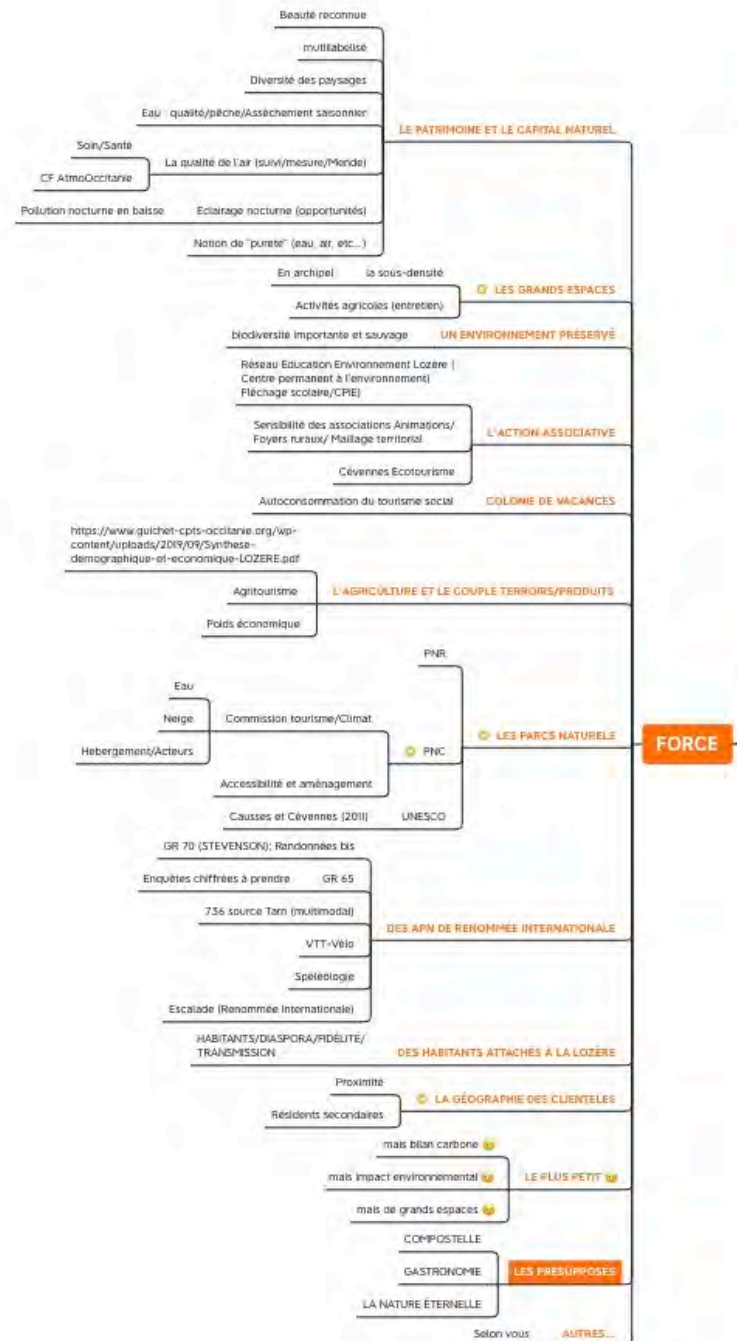 Beauté reconnue
mutilabelisé
Diversité des paysages
Eau : qualité/pêche/Assèchement saisonnier
LE PATRIMOINE ET LE CAPITAL NATUREL
Soin/Santé
La qualité de l'air (suivi/mesure/Mende)
CF AtmoOccitanie
Pollution nocturne en baisse
Eclairage nocturne (opportunités)
Notion de "pureté" (eau, air, etc...)
En archipel
la sous-densité
LES GRANDS ESPACES
Activités agricoles (entretien)
biodiversité importante et sauvage
UN ENVIRONNEMENT PRÉSERVÉ
Réseau Education Environnement Lozère (
Centre permanent à l'environnement)
Fléchage scolaire/CPIE)
Sensibilité des associations Animations/
Foyers ruraux/ Maillage territorial
L'ACTION ASSOCIATIVE
Cévennes Ecotourisme
Autoconsommation du tourisme social
COLONIE DE VACANCES
https://www.guichet-cpts-occitanie.org/wp-
content/uploads/2019/09/Synthese-
demographique-et-economique-LOZERE.pdf
Agritourisme
L'AGRICULTURE ET LE COUPLE TERROIRS/PRODUITS
Poids économique
PNR
Eau
Neige
Commission tourisme/Climat
LES PARCS NATURELS
Hébergement/Acteurs
PNC
FORCE
Accessibilité et aménagement
Causses et Cévennes (2011)
UNESCO
GR 70 (STEVENSON); Randonnées bis
Enquêtes chiffrées à prendre
GR 65
736 source Tarn (multimodal)
DES APN DE RENOMMÉE INTERNATIONALE
VTT-Vélo
Spéléologie
Escalade (Renommée Internationale)
HABITANTS/DIASPORA/FIDÉLITÉ/
TRANSMISSION
DES HABITANTS ATTACHÉS À LA LOZÈRE
Proximité
LA GÉOGRAPHIE DES CLIENTELES
Résidents secondaires
mais bilan carbone
mais impact environnemental
LE PLUS PETIT
mais de grands espaces
COMPOSTELLE
GASTRONOMIE
LES PRESUPPOSÉS
LA NATURE ÉTERNELLE
Selon vous
AUTRES...